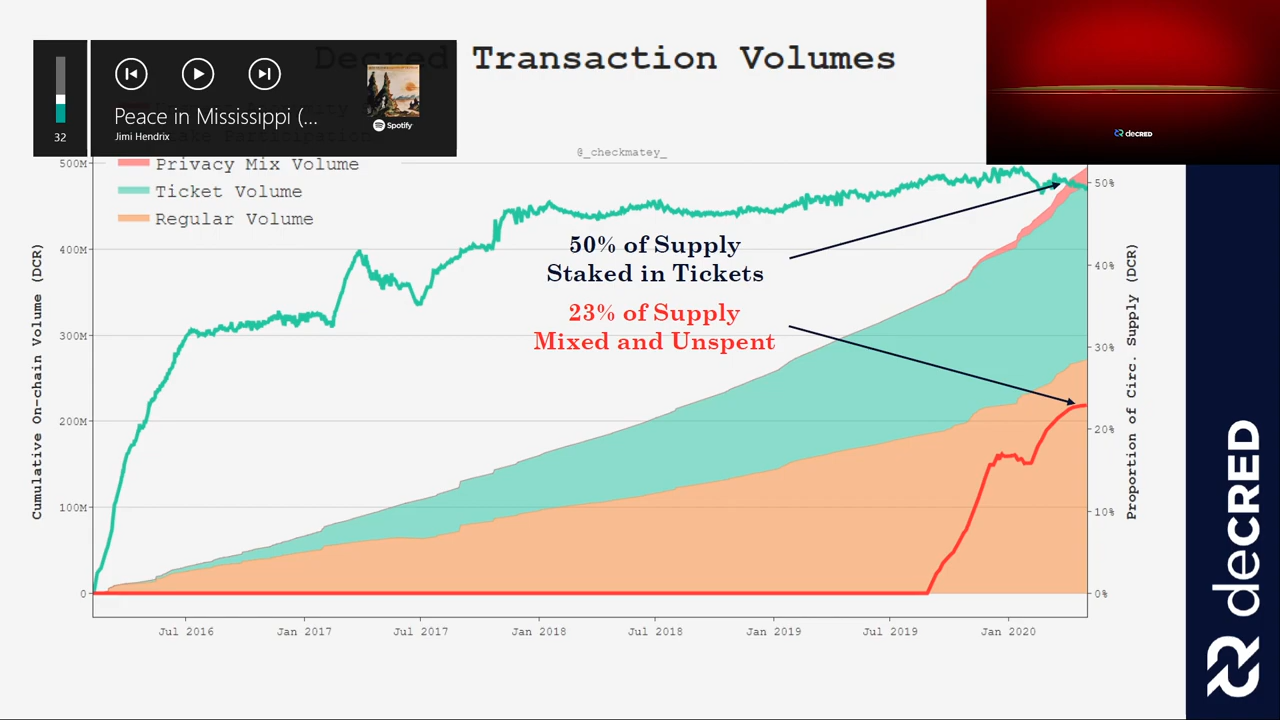 Decred Transaction Volumes
32
Peace in Mississippi (...
Jimi Hendrix
Spotify
decRED
@_checkmatey_
Privacy Mix Volume
Ticket Volume
Regular Volume
50% of Supply
Staked in Tickets
23% of Supply
Mixed and Unspent
Cumulative On-chain Volume (DCR)
500M
400M
300M
200M
100M
0
Proportion of Circ. Supply (DCR)
50%
40%
30%
20%
10%
0%
Jul 2016
Jan 2017
Jul 2017
Jan 2018
Jul 2018
Jan 2019
Jul 2019
Jan 2020
decRED